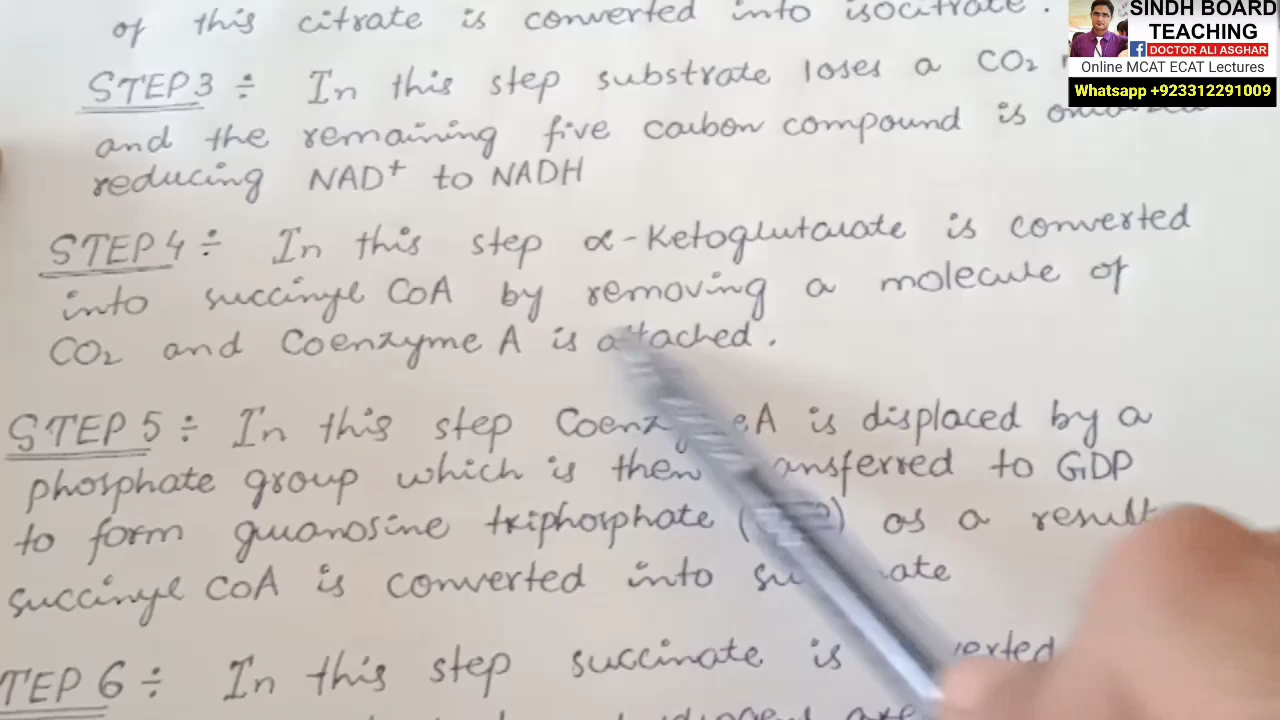 of this citrate is converted into isocitrate.
STEP 3 ÷ In this step substrate loses a CO2
and the remaining five carbon compound is
reducing NAD+ to NADH
STEP 4 ÷ In this step α-Ketoglutarate is converted
into succinyl CoA by removing a molecule of
CO2 and Coenzyme A is attached.
STEP 5 ÷ In this step A is displaced by a
phosphate group which is then to GDP
to form guanosine triphosphate ( ) as a result
succinyl CoA is converted into
TEP 6 ÷ In this step succinate is
SINDH BOARD
TEACHING
f DOCTOR ALI ASGHAR
Online MCAT ECAT Lectures
Whatsapp +923312291009